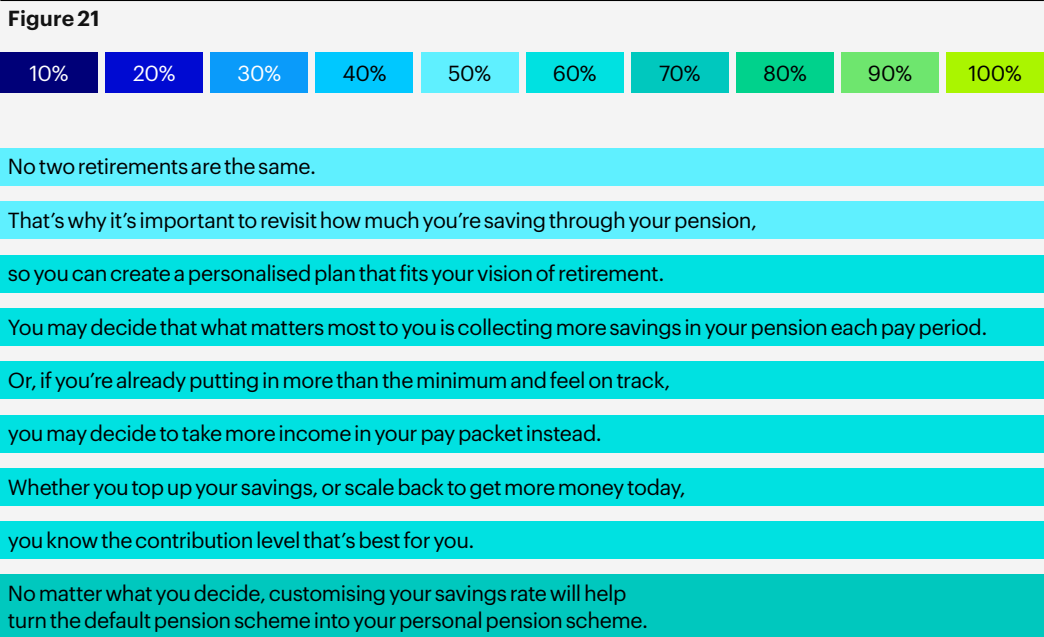 Figure 21
10% 20% 30% 40% 50% 60% 70% 80% 90% 100%
No two retirements are the same.
That’s why it’s important to revisit how much you’re saving through your pension,
so you can create a personalised plan that fits your vision of retirement.
You may decide that what matters most to you is collecting more savings in your pension each pay period.
Or, if you’re already putting in more than the minimum and feel on track,
you may decide to take more income in your pay packet instead.
Whether you top up your savings, or scale back to get more money today,
you know the contribution level that’s best for you.
No matter what you decide, customising your savings rate will help
turn the default pension scheme into your personal pension scheme.